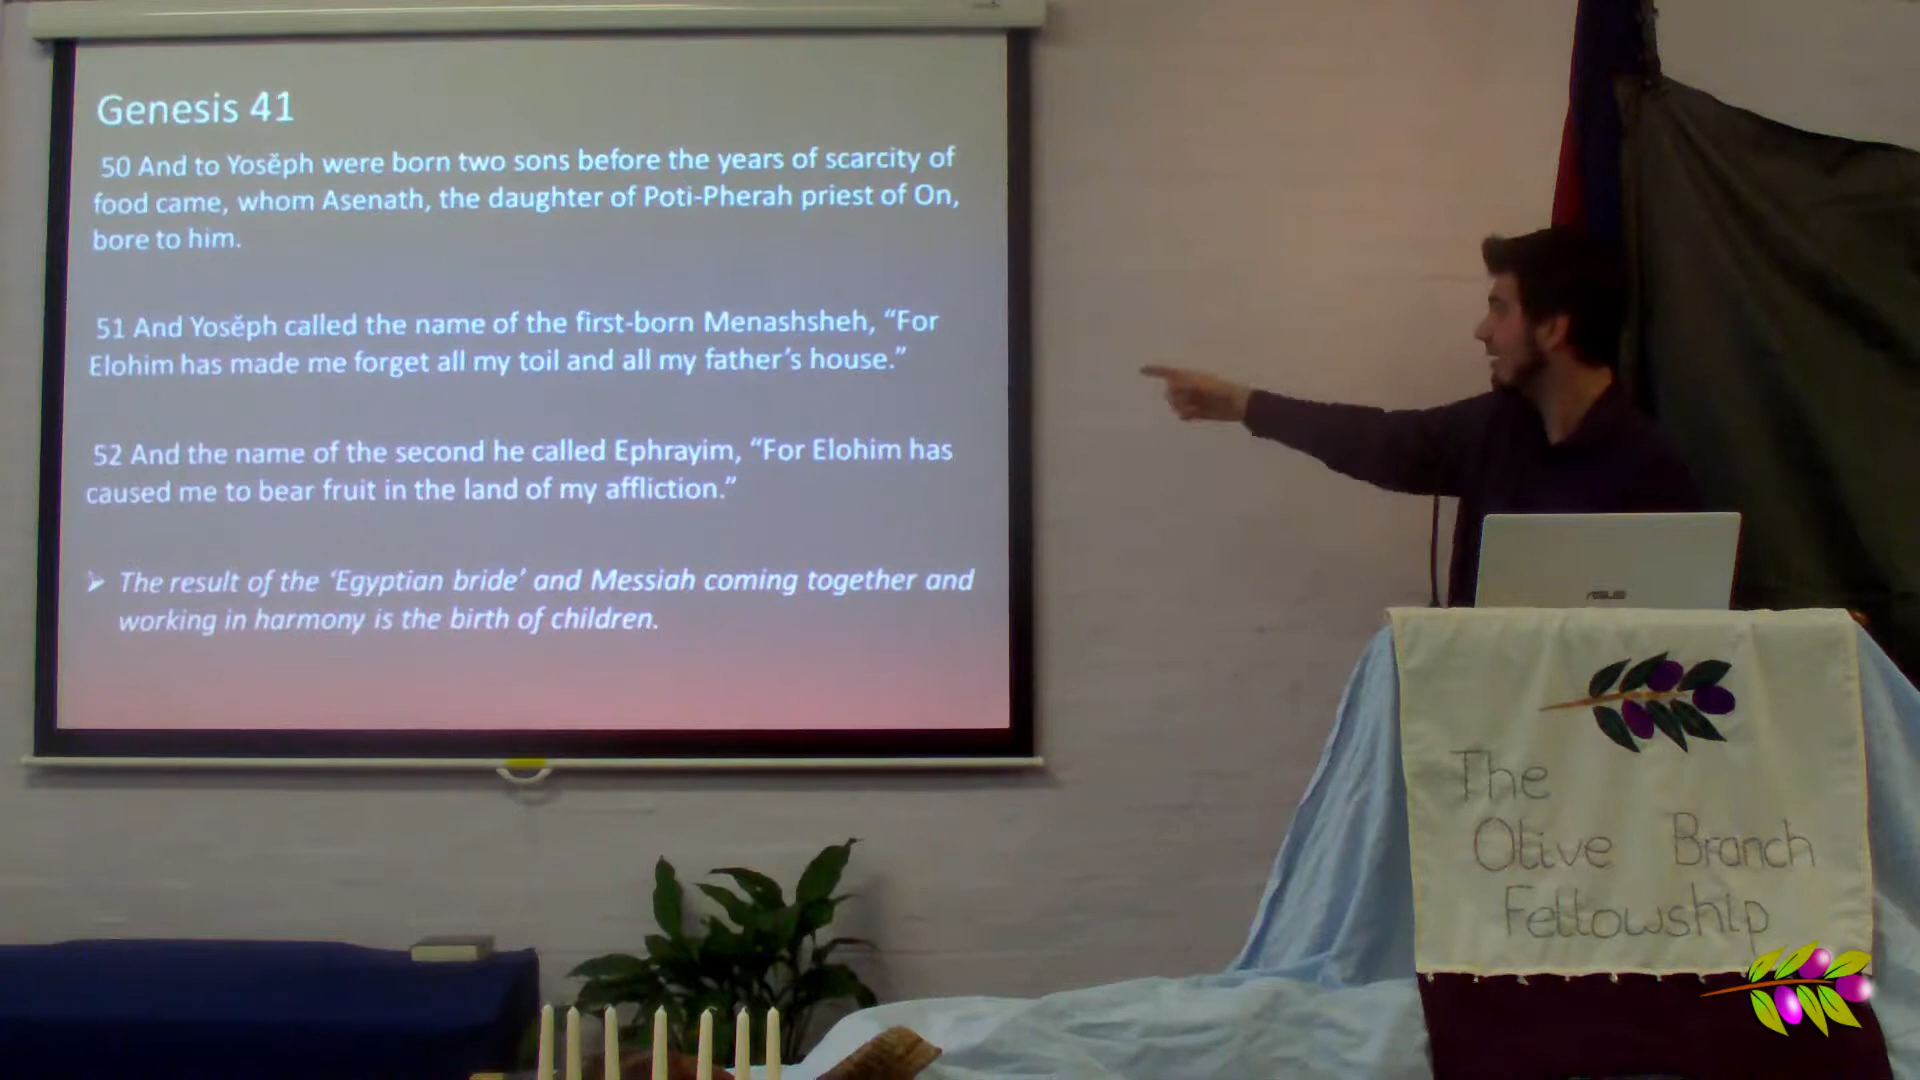 Genesis 41
50 And to Yosĕph were born two sons before the years of scarcity of
food came, whom Asenath, the daughter of Poti-Pherah priest of On,
bore to him.
51 And Yosĕph called the name of the first-born Menashsheh, “For
Elohim has made me forget all my toil and all my father’s house.”
52 And the name of the second he called Ephrayim, “For Elohim has
caused me to bear fruit in the land of my affliction.”
➢ The result of the ‘Egyptian bride’ and Messiah coming together and
working in harmony is the birth of children.
ASUS
The
Olive Branch
Fellowship